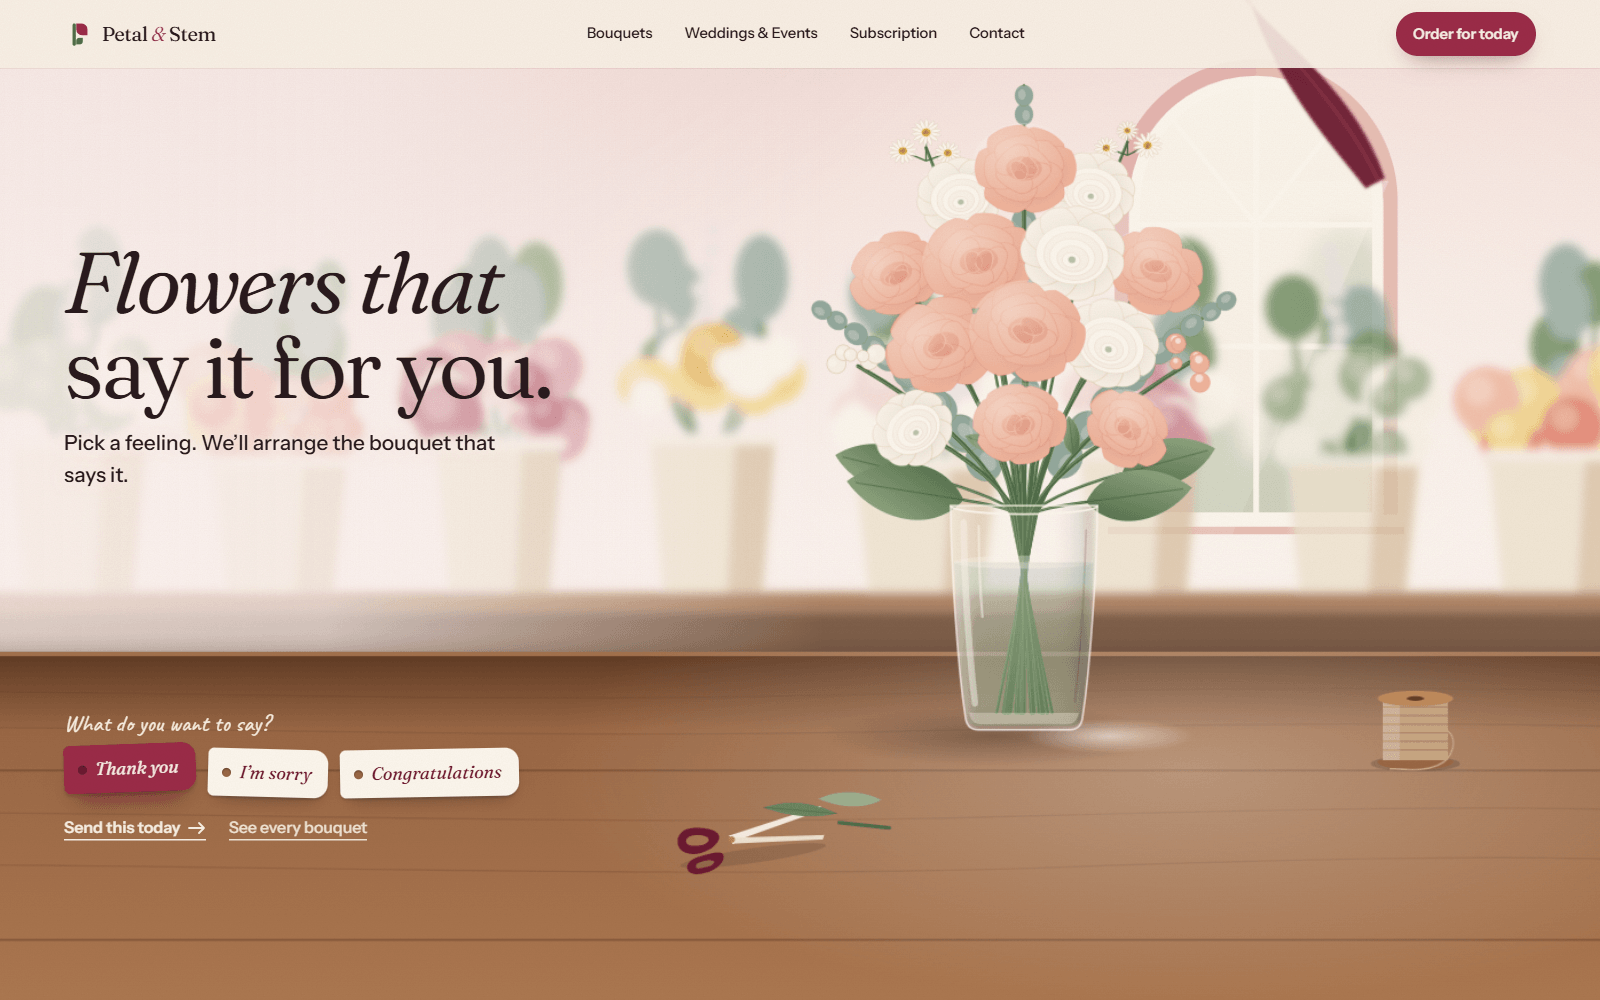 Petal & Stem
Bouquets
Weddings & Events
Subscription
Contact
Order for today
Flowers that
say it for you.
Pick a feeling. We’ll arrange the bouquet that
says it.
What do you want to say?
Thank you
I’m sorry
Congratulations
Send this today →
See every bouquet